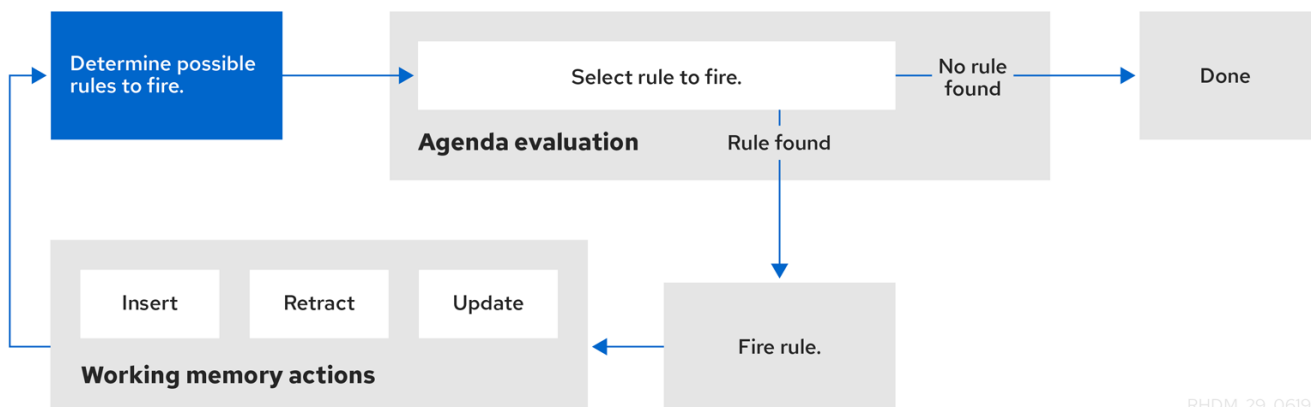 Determine possible
rules to fire.
Select rule to fire.
No rule
found
Done
Agenda evaluation
Rule found
Insert
Retract
Update
Working memory actions
Fire rule.
RHDM_29_0619